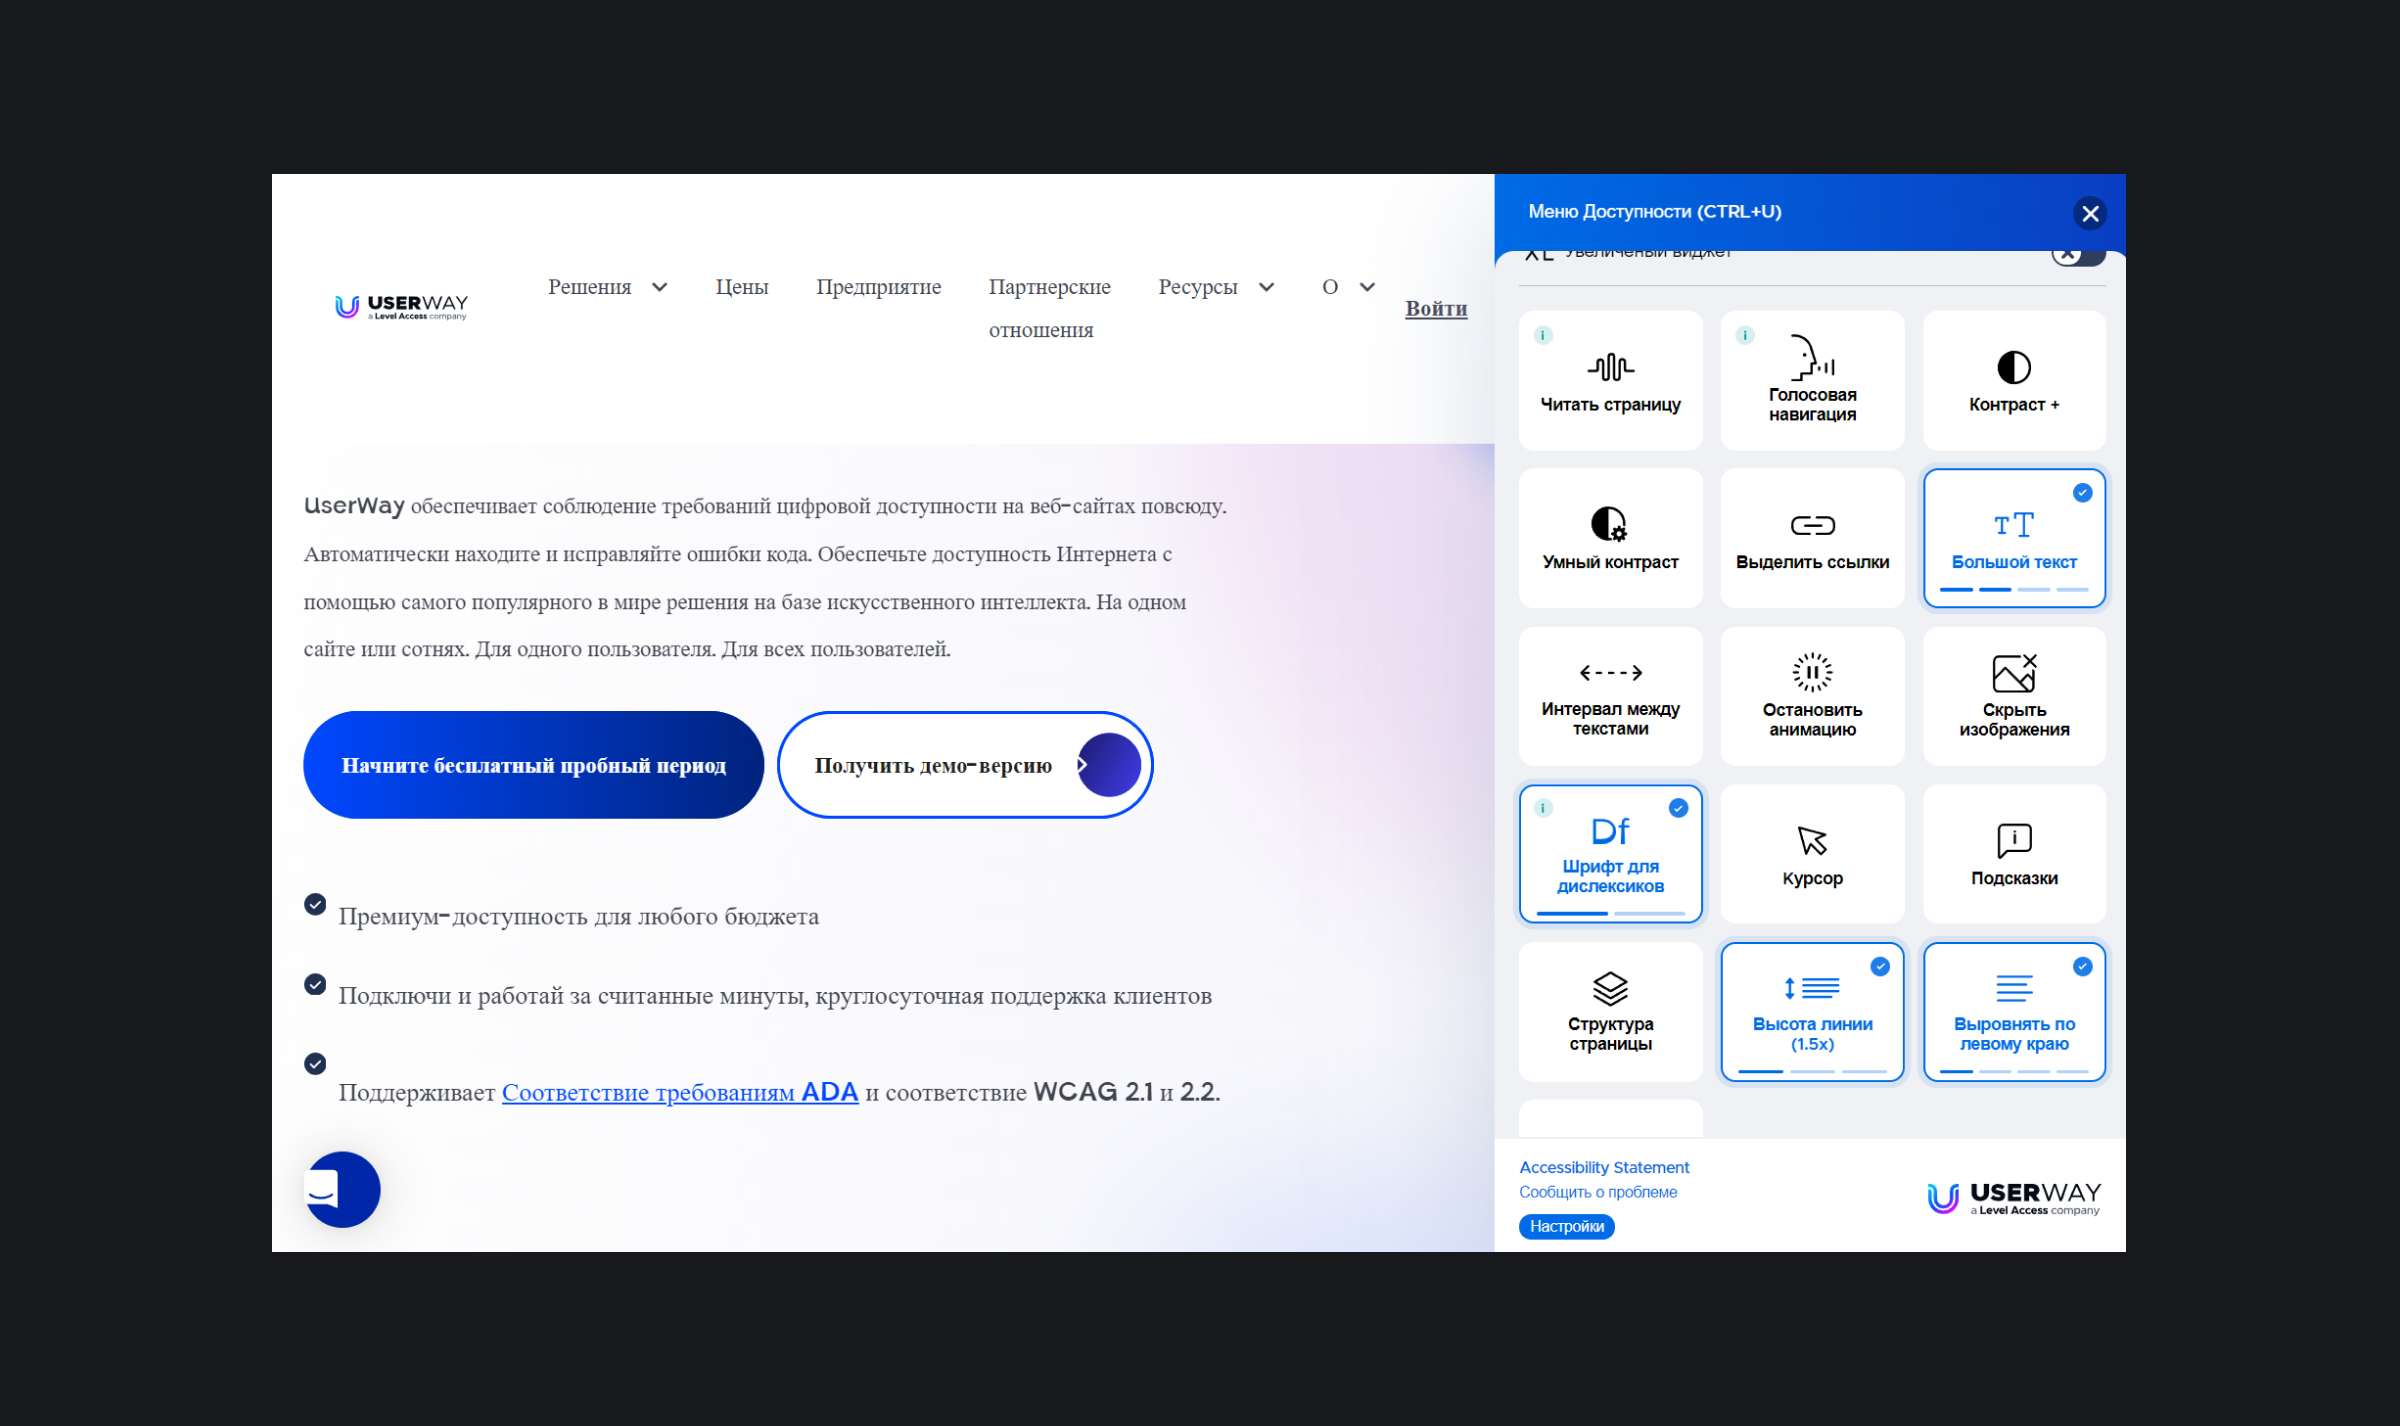 Меню Доступности (CTRL+U)
USERWAY
a Level Access company
Решения
Цены
Предприятие
Партнерские
отношения
Ресурсы
О
Войти
UserWay обеспечивает соблюдение требований цифровой доступности на веб-сайтах повсюду.
Автоматически находите и исправляйте ошибки кода. Обеспечьте доступность Интернета с
помощью самого популярного в мире решения на базе искусственного интеллекта. На одном
сайте или сотнях. Для одного пользователя. Для всех пользователей.
Начните бесплатный пробный период
Получить демо-версию
Премиум-доступность для любого бюджета
Подключи и работай за считанные минуты, круглосуточная поддержка клиентов
Поддерживает Соответствие требованиям ADA и соответствие WCAG 2.1 и 2.2.
XL Увеличеный виджет
Читать страницу
Голосовая
навигация
Контраст +
Умный контраст
Выделить ссылки
тT
Большой текст
Интервал между
текстами
Остановить
анимацию
Скрыть
изображения
Df
Шрифт для
дислексиков
Курсор
Подсказки
Структура
страницы
Высота линии
(1.5x)
Выровнять по
левому краю
Accessibility Statement
Сообщить о проблеме
Настройки
USERWAY
a Level Access company